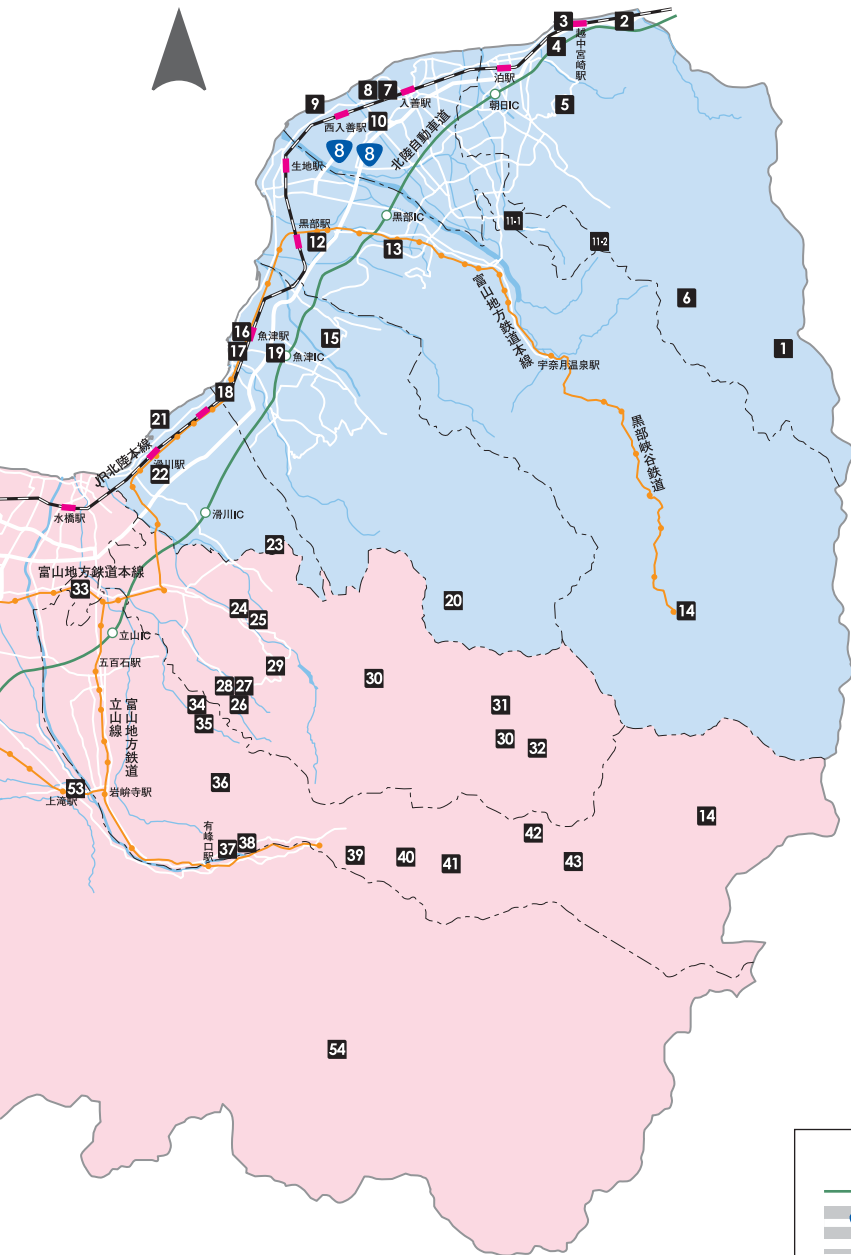 3
2
4
越中宮崎駅
泊駅
8
7
入善駅
朝日IC
5
9
西入善駅
10
8
8
北陸自動車道
生地駅
黒部IC
11-1
11-2
黒部駅
12
13
富山地方鉄道本線
6
16
魚津駅
15
17
19
魚津IC
宇奈月温泉駅
1
18
黒部峡谷鉄道
21
JR北陸本線
滑川駅
22
水橋駅
滑川IC
23
富山地方鉄道本線
33
24
25
20
14
立山IC
五百石駅
29
28
27
30
34
26
31
35
富山地方鉄道
立山線
30
32
36
53
上滝駅
岩峅寺駅
14
有峰口駅
37
38
42
39
40
41
43
54